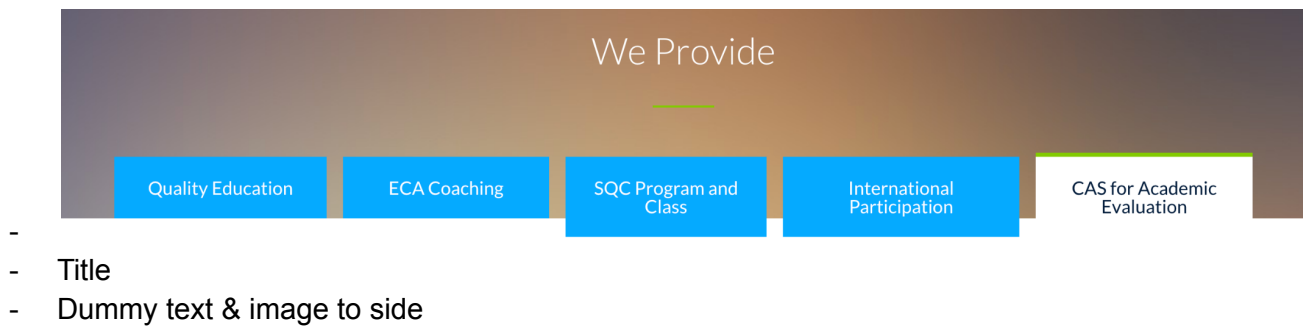 We Provide
Quality Education
ECA Coaching
SQC Program and
Class
International
Participation
CAS for Academic
Evaluation
-
- Title
- Dummy text & image to side